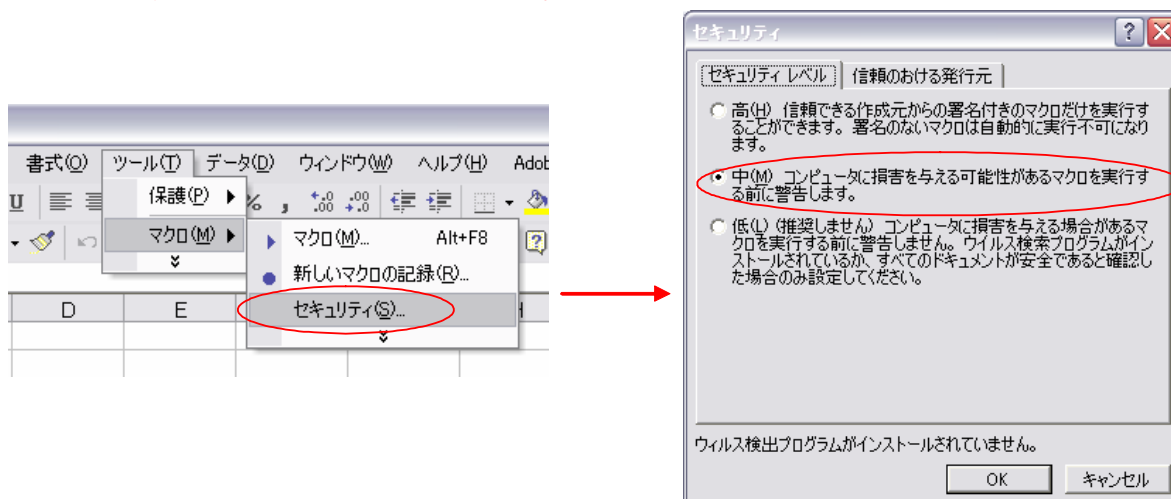 書式(O) ツール(T) データ(D) ウィンドウ(W) ヘルプ(H) Adob
U % , .00 .00
保護(P)
マクロ(M)
マクロ(M)... Alt+F8
新しいマクロの記録(R)...
セキュリティ(S)...
D E H
セキュリティ
セキュリティ レベル 信頼のおける発行元
高(H) 信頼できる作成元からの署名付きのマクロだけを実行す
ることができます。署名のないマクロは自動的に実行不可になり
ます。
中(M) コンピュータに損害を与える可能性があるマクロを実行す
る前に警告します。
低(L) (推奨しません) コンピュータに損害を与える場合があるマ
クロを実行する前に警告しません。ウイルス検索プログラムがイン
ストールされているか、すべてのドキュメントが安全であると確認し
た場合のみ設定してください。
ウィルス検出プログラムがインストールされていません。
OK キャンセル